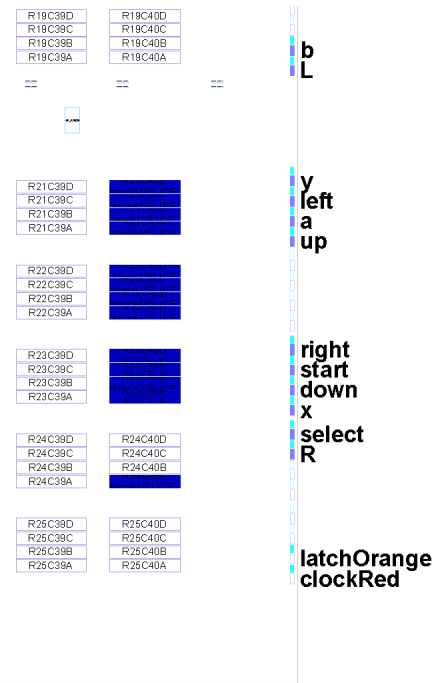 R19C39D R19C40D
R19C39C R19C40C
R19C39B R19C40B
b
R19C39A R19C40A
L
R21C39D
y
R21C39C
left
R21C39B
a
R21C39A
up
R22C39D
R22C39C
R22C39B
R22C39A
R23C39D
right
R23C39C
start
R23C39B
down
R23C39A
x
R24C39D R24C40D
select
R24C39C R24C40C
R
R24C39B R24C40B
R24C39A
R25C39D R25C40D
R25C39C R25C40C
R25C39B R25C40B
latchOrange
R25C39A R25C40A
clockRed